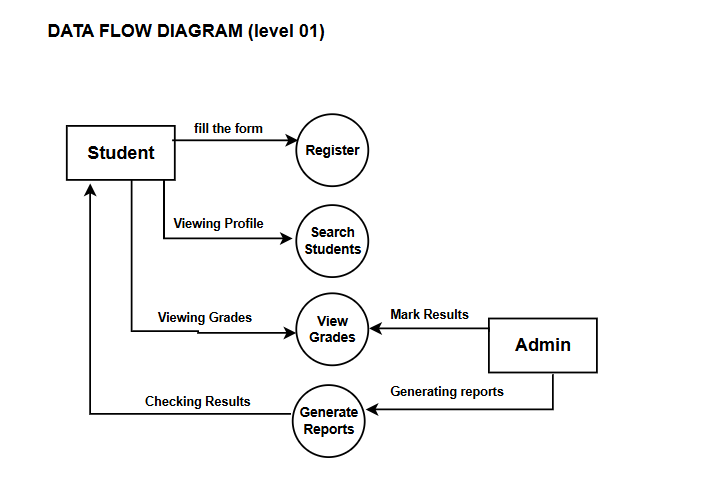 DATA FLOW DIAGRAM (level 01)
fill the form
Student
Register
Viewing Profile
Search
Students
Viewing Grades
View
Grades
Mark Results
Admin
Checking Results
Generate
Reports
Generating reports